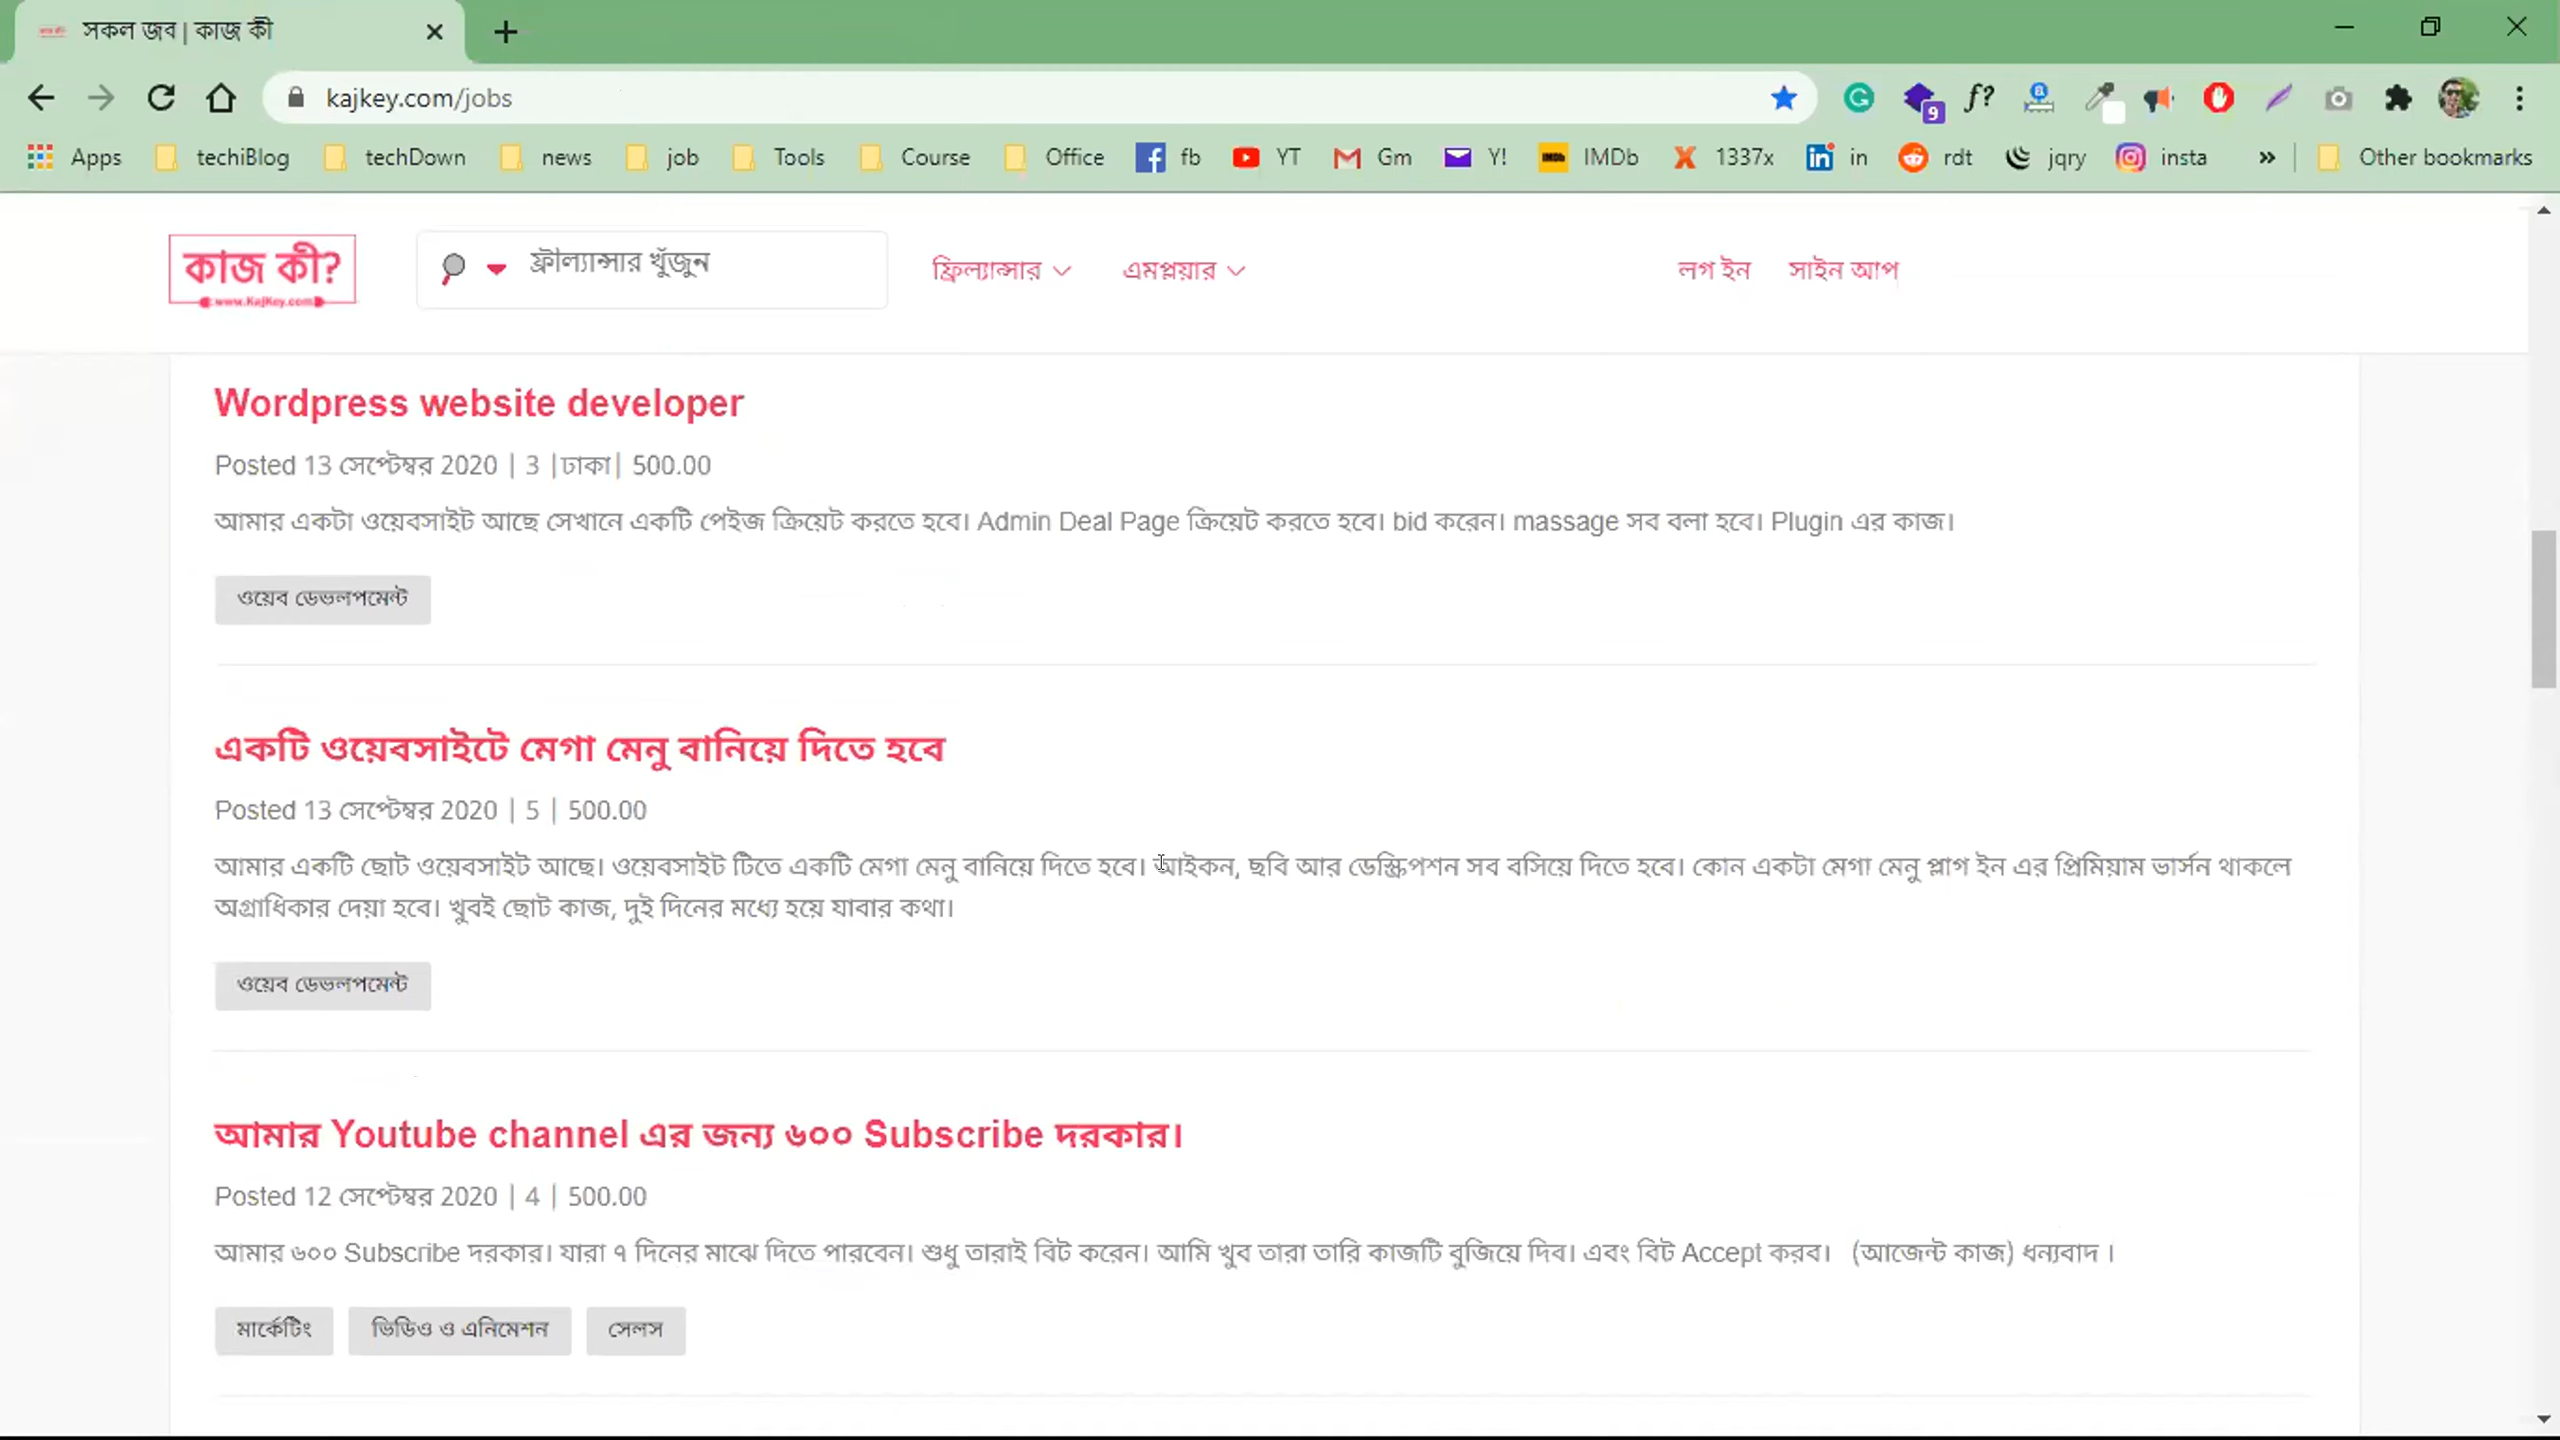 সকল জব | কাজ কী
kajkey.com/jobs
9
f?
Apps techiBlog techDown news job Tools Course Office fb YT Gm Y! IMDb 1337x in rdt jqry insta » Other bookmarks
কাজ কী?
www.KajKey.com
ফ্রীল্যান্সার খুঁজুন
ফ্রিল্যান্সার এমপ্লয়ার লগ ইন সাইন আপ
Wordpress website developer
Posted 13 সেপ্টেম্বর 2020 | 3 |ঢাকা| 500.00
আমার একটা ওয়েবসাইট আছে সেখানে একটি পেইজ ক্রিয়েট করতে হবে। Admin Deal Page ক্রিয়েট করতে হবে। bid করেন। massage সব বলা হবে। Plugin এর কাজ।
ওয়েব ডেভলপমেন্ট
একটি ওয়েবসাইটে মেগা মেনু বানিয়ে দিতে হবে
Posted 13 সেপ্টেম্বর 2020 | 5 | 500.00
আমার একটি ছোট ওয়েবসাইট আছে। ওয়েবসাইট টিতে একটি মেগা মেনু বানিয়ে দিতে হবে। আইকন, ছবি আর ডেস্ক্রিপশন সব বসিয়ে দিতে হবে। কোন একটা মেগা মেনু প্লাগ ইন এর প্রিমিয়াম ভার্সন থাকলে
অগ্রাধিকার দেয়া হবে। খুবই ছোট কাজ, দুই দিনের মধ্যে হয়ে যাবার কথা।
ওয়েব ডেভলপমেন্ট
আমার Youtube channel এর জন্য ৬০০ Subscribe দরকার।
Posted 12 সেপ্টেম্বর 2020 | 4 | 500.00
আমার ৬০০ Subscribe দরকার। যারা ৭ দিনের মাঝে দিতে পারবেন। শুধু তারাই বিট করেন। আমি খুব তারা তারি কাজটি বুজিয়ে দিব। এবং বিট Accept করব। (আজেন্ট কাজ) ধন্যবাদ ।
মার্কেটিং ভিডিও ও এনিমেশন সেলস